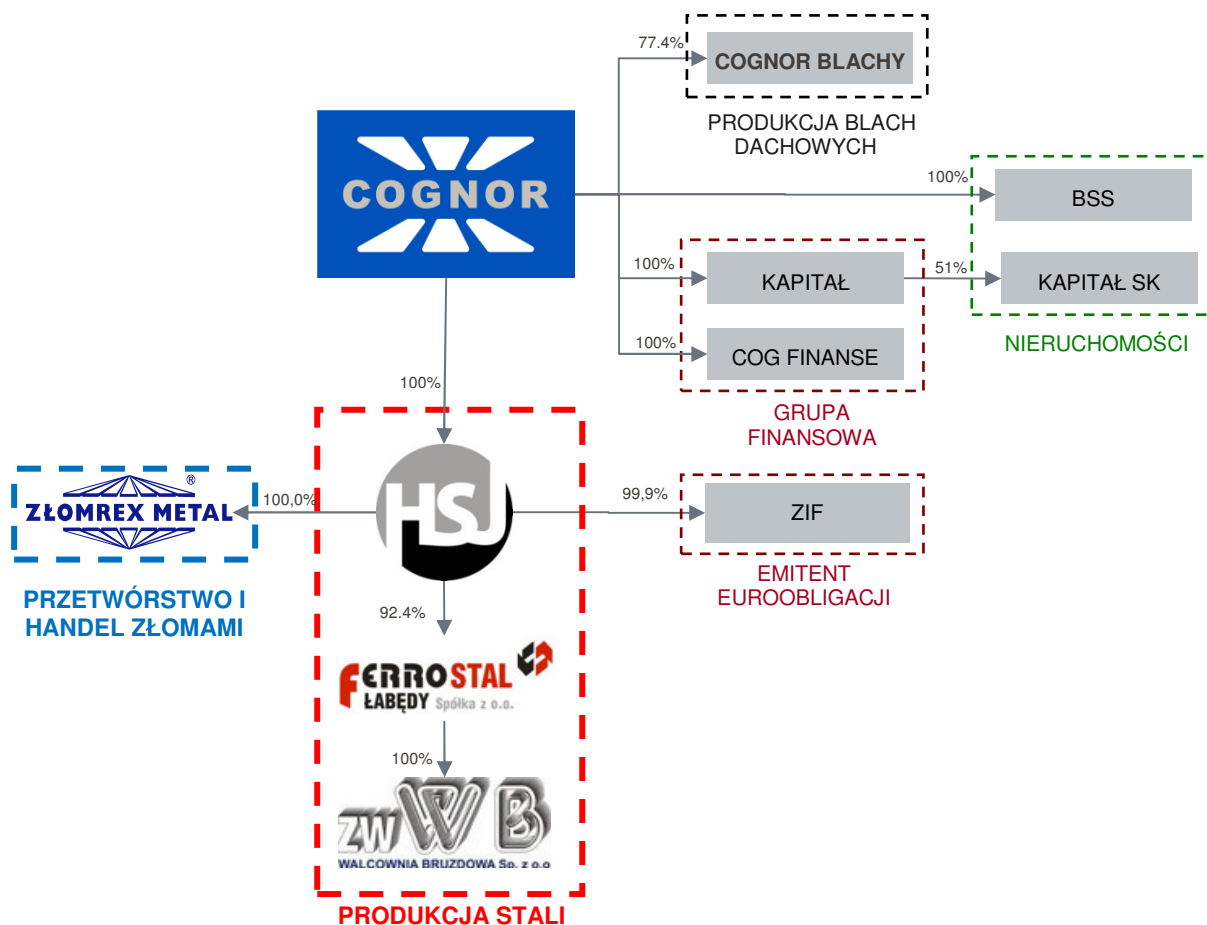 77.4%
COGNOR BLACHY
PRODUKCJA BLACH
DACHOWYCH
COGNOR
100%
BSS
100%
KAPITAŁ
51%
KAPITAŁ SK
NIERUCHOMOŚCI
100%
COG FINANSE
GRUPA
FINANSOWA
100%
HSJ
ZŁOMREX METAL
®
100,0%
PRZETWÓRSTWO I
HANDEL ZŁOMAMI
99,9%
ZIF
EMITENT
EUROOBLIGACJI
92.4%
FERROSTAL
ŁABĘDY Spółka z o.o.
100%
ZW WB
WALCOWNIA BRUZDOWA Sp. z o.o
PRODUKCJA STALI